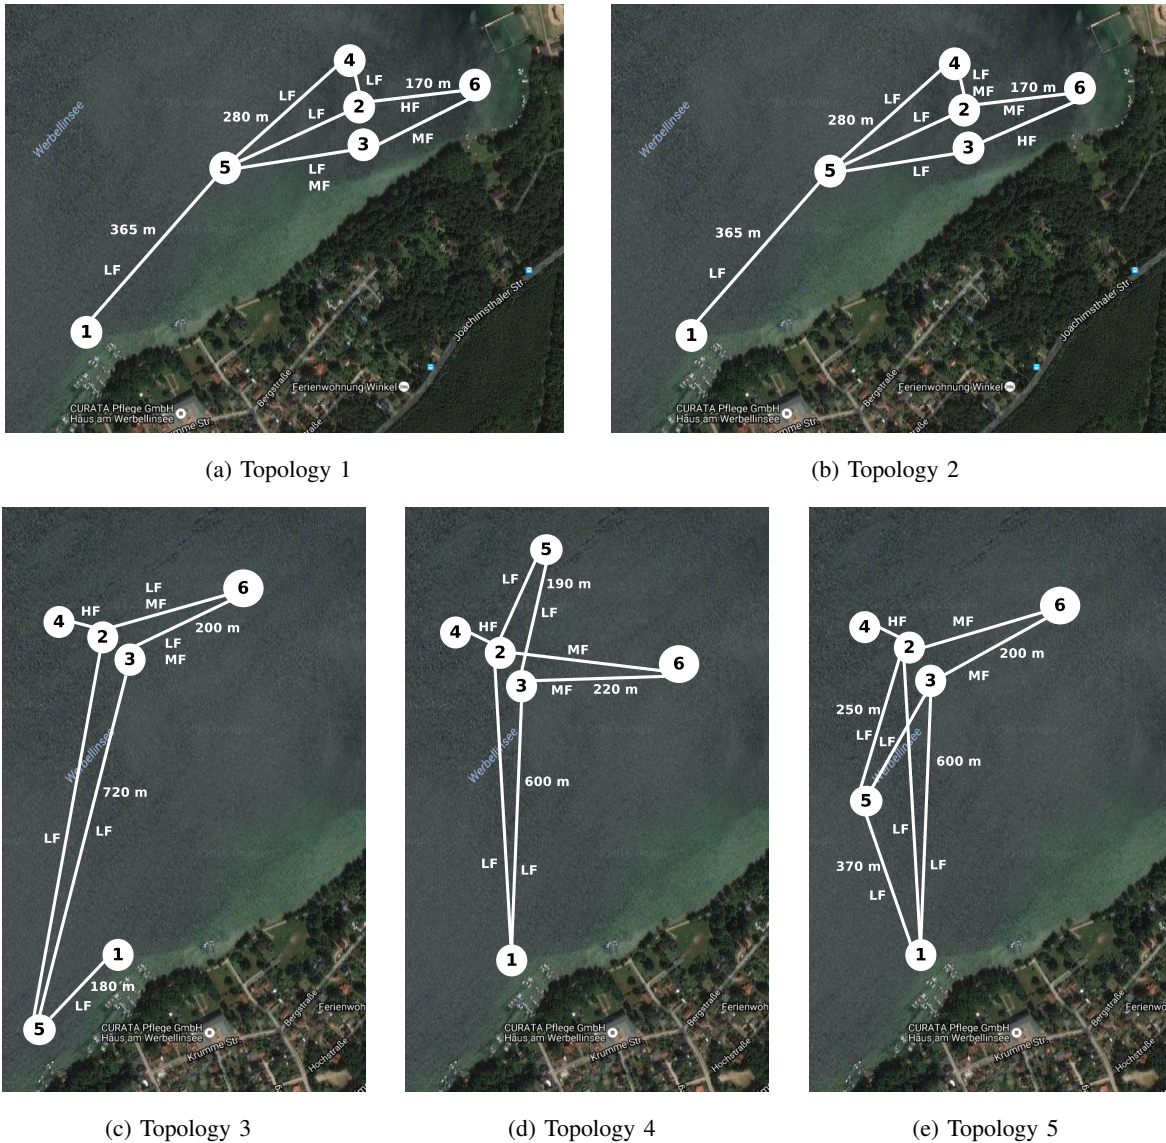 4
LF
170 m
6
LF
2
HF
280 m
LF
3
MF
5
LF
MF
365 m
LF
1
Werbellinsee
Joachimsthaler Str.
Bergstraße
Ferienwohnung Winkel
CURATA Pflege GmbH
Haus am Werbellinsee
Krumme Str.
(a) Topology 1
4
LF
MF
170 m
6
LF
2
MF
280 m
LF
3
HF
5
LF
365 m
LF
1
Werbellinsee
Joachimsthaler Str.
Bergstraße
Ferienwohnung Winkel
CURATA Pflege GmbH
Haus am Werbellinsee
(b) Topology 2
LF
MF
6
HF
4
2
200 m
LF
MF
3
Werbellinsee
720 m
LF
LF
1
180 m
LF
5
CURATA Pflege GmbH
Haus am Werbellinsee
Krumme Str.
Bergstraße
Hochstraße
Ferienwoh
(c) Topology 3
5
LF
190 m
LF
HF
4
2
MF
6
3
MF
220 m
Werbellinsee
600 m
LF
LF
1
CURATA Pflege GmbH
Haus am Werbellinsee
Krumme Str.
Bergstraße
Hochstraße
Ferienwoh
(d) Topology 4
6
4
HF
MF
2
200 m
3
MF
250 m
LF
LF
Werbellinsee
600 m
5
LF
370 m
LF
LF
1
CURATA Pflege GmbH
Haus am Werbellinsee
Krumme Str.
Bergstraße
Hochstraße
Ferienwo
(e) Topology 5